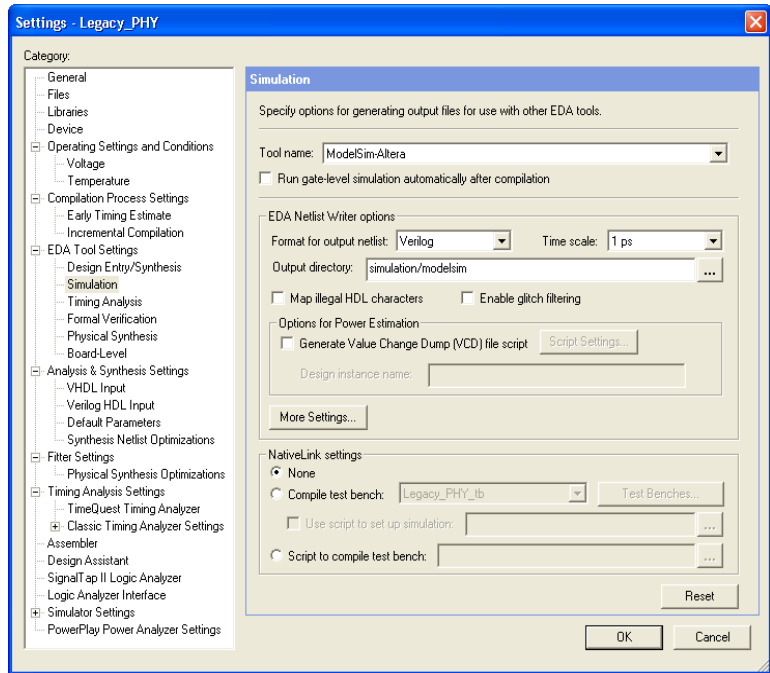 Settings - Legacy_PHY
Category:
General
Files
Libraries
Device
Operating Settings and Conditions
Voltage
Temperature
Compilation Process Settings
Early Timing Estimate
Incremental Compilation
EDA Tool Settings
Design Entry/Synthesis
Simulation
Timing Analysis
Formal Verification
Physical Synthesis
Board-Level
Analysis & Synthesis Settings
VHDL Input
Verilog HDL Input
Default Parameters
Synthesis Netlist Optimizations
Fitter Settings
Physical Synthesis Optimizations
Timing Analysis Settings
TimeQuest Timing Analyzer
Classic Timing Analyzer Settings
Assembler
Design Assistant
SignalTap II Logic Analyzer
Logic Analyzer Interface
Simulator Settings
PowerPlay Power Analyzer Settings
Simulation
Specify options for generating output files for use with other EDA tools.
Tool name: ModelSim-Altera
Run gate-level simulation automatically after compilation
EDA Netlist Writer options
Format for output netlist: Verilog Time scale: 1 ps
Output directory: simulation/modelsim ...
Map illegal HDL characters Enable glitch filtering
Options for Power Estimation
Generate Value Change Dump (VCD) file script Script Settings...
Design instance name:
More Settings...
NativeLink settings
None
Compile test bench: Legacy_PHY_tb Test Benches...
Use script to set up simulation: ...
Script to compile test bench: ...
Reset
OK Cancel